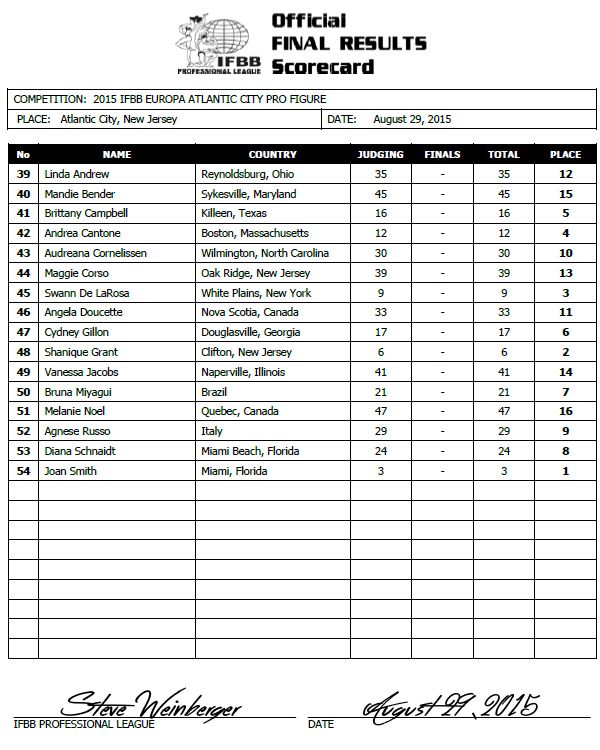 Official
FINAL RESULTS
Scorecard
IFBB
PROFESSIONAL LEAGUE
COMPETITION: 2015 IFBB EUROPA ATLANTIC CITY PRO FIGURE
PLACE: Atlantic City, New Jersey DATE: August 29, 2015
No NAME COUNTRY JUDGING FINALS TOTAL PLACE
39 Linda Andrew Reynoldsburg, Ohio 35 - 35 12
40 Mandie Bender Sykesville, Maryland 45 - 45 15
41 Brittany Campbell Killeen, Texas 16 - 16 5
42 Andrea Cantone Boston, Massachusetts 12 - 12 4
43 Audreana Cornelissen Wilmington, North Carolina 30 - 30 10
44 Maggie Corso Oak Ridge, New Jersey 39 - 39 13
45 Swann De LaRosa White Plains, New York 9 - 9 3
46 Angela Doucette Nova Scotia, Canada 33 - 33 11
47 Cydney Gillon Douglasville, Georgia 17 - 17 6
48 Shanique Grant Clifton, New Jersey 6 - 6 2
49 Vanessa Jacobs Naperville, Illinois 41 - 41 14
50 Bruna Miyagui Brazil 21 - 21 7
51 Melanie Noel Quebec, Canada 47 - 47 16
52 Agnese Russo Italy 29 - 29 9
53 Diana Schnaidt Miami Beach, Florida 24 - 24 8
54 Joan Smith Miami, Florida 3 - 3 1
Steve Weinberger August 29, 2015
IFBB PROFESSIONAL LEAGUE DATE